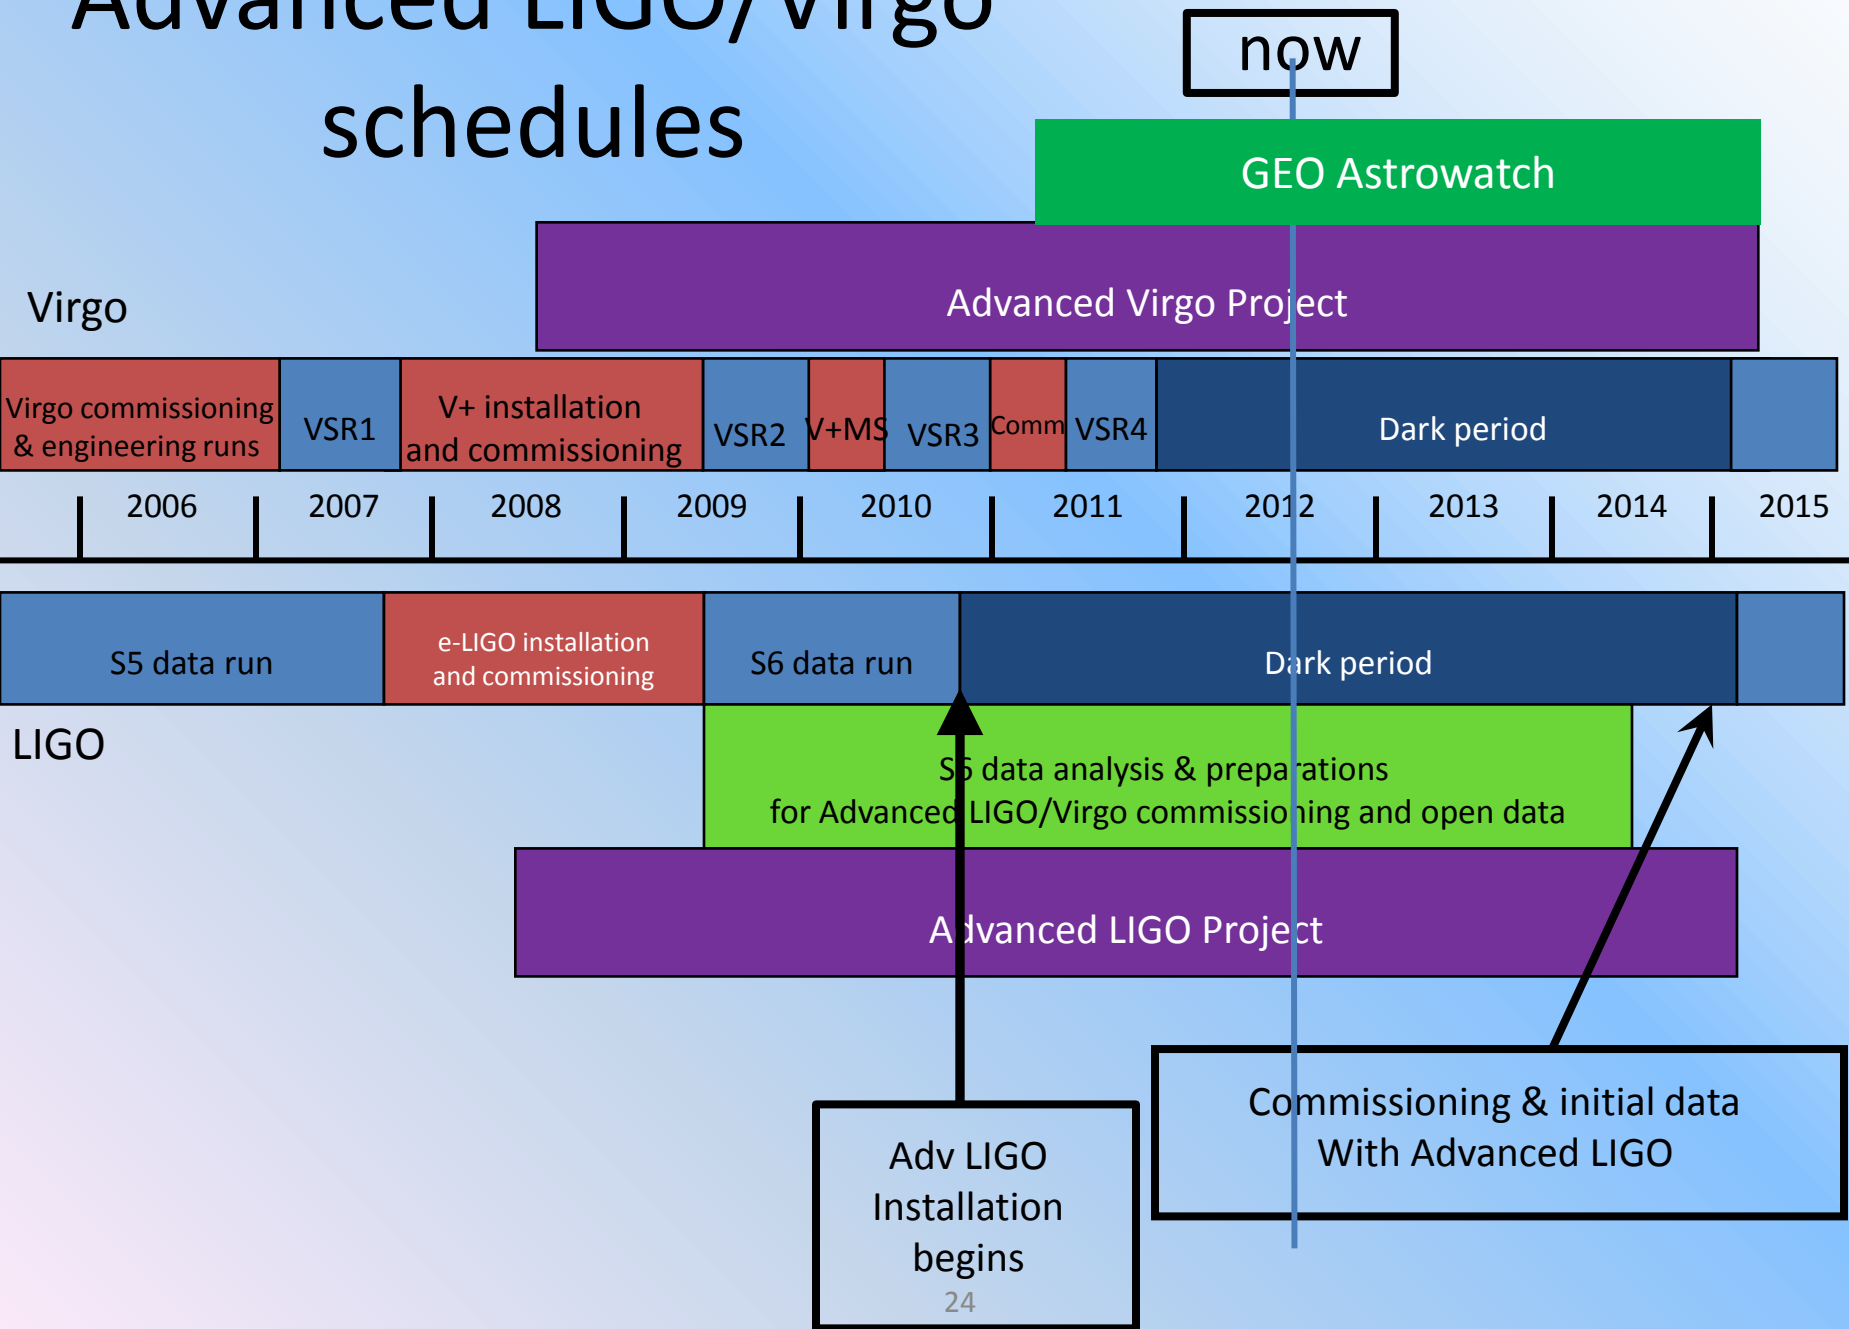 Advanced LIGO/Virgo
schedules
now
GEO Astrowatch
Advanced Virgo Project
Virgo
Virgo commissioning
& engineering runs
VSR1
V+ installation
and commissioning
VSR2
V+MS
VSR3
Comm
VSR4
Dark period
2006
2007
2008
2009
2010
2011
2012
2013
2014
2015
S5 data run
e-LIGO installation
and commissioning
S6 data run
Dark period
LIGO
S6 data analysis & preparations
for Advanced LIGO/Virgo commissioning and open data
Advanced LIGO Project
Commissioning & initial data
With Advanced LIGO
Adv LIGO
Installation
begins
24